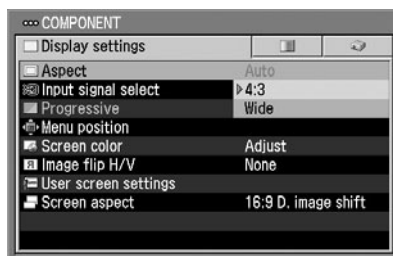 COMPONENT
Display settings
Aspect Auto
Input signal select 4:3
Progressive Wide
Menu position
Screen color Adjust
Image flip H/V None
User screen settings
Screen aspect 16:9 D. image shift